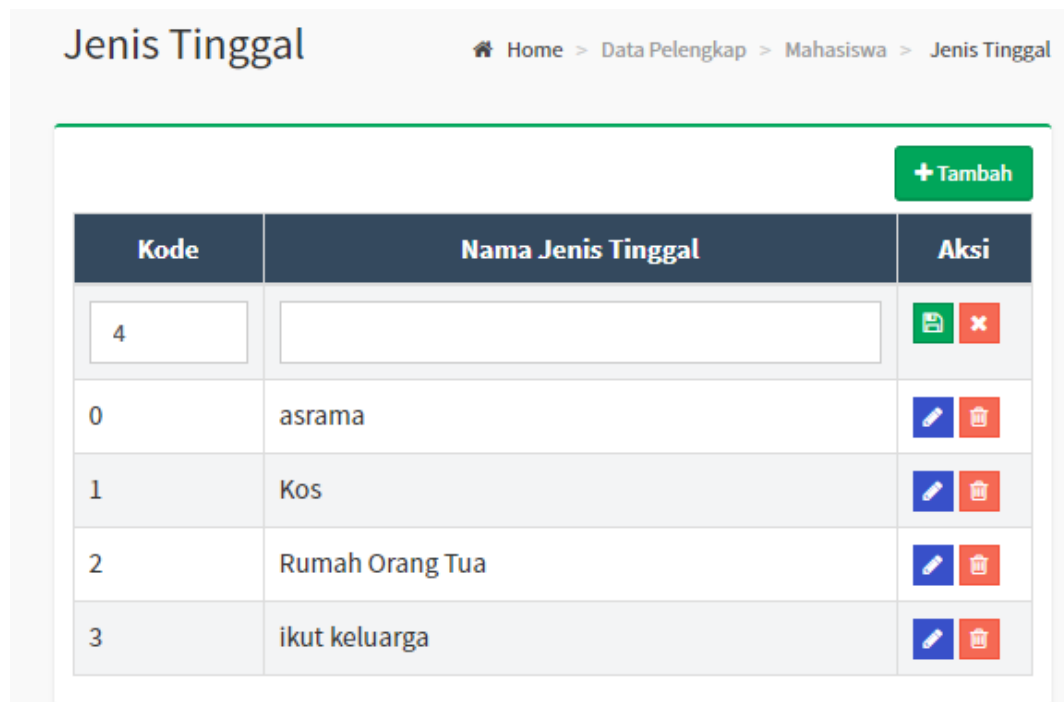 Jenis Tinggal
Home > Data Pelengkap > Mahasiswa > Jenis Tinggal
+ Tambah
Kode Nama Jenis Tinggal Aksi
4
0 asrama
1 Kos
2 Rumah Orang Tua
3 ikut keluarga